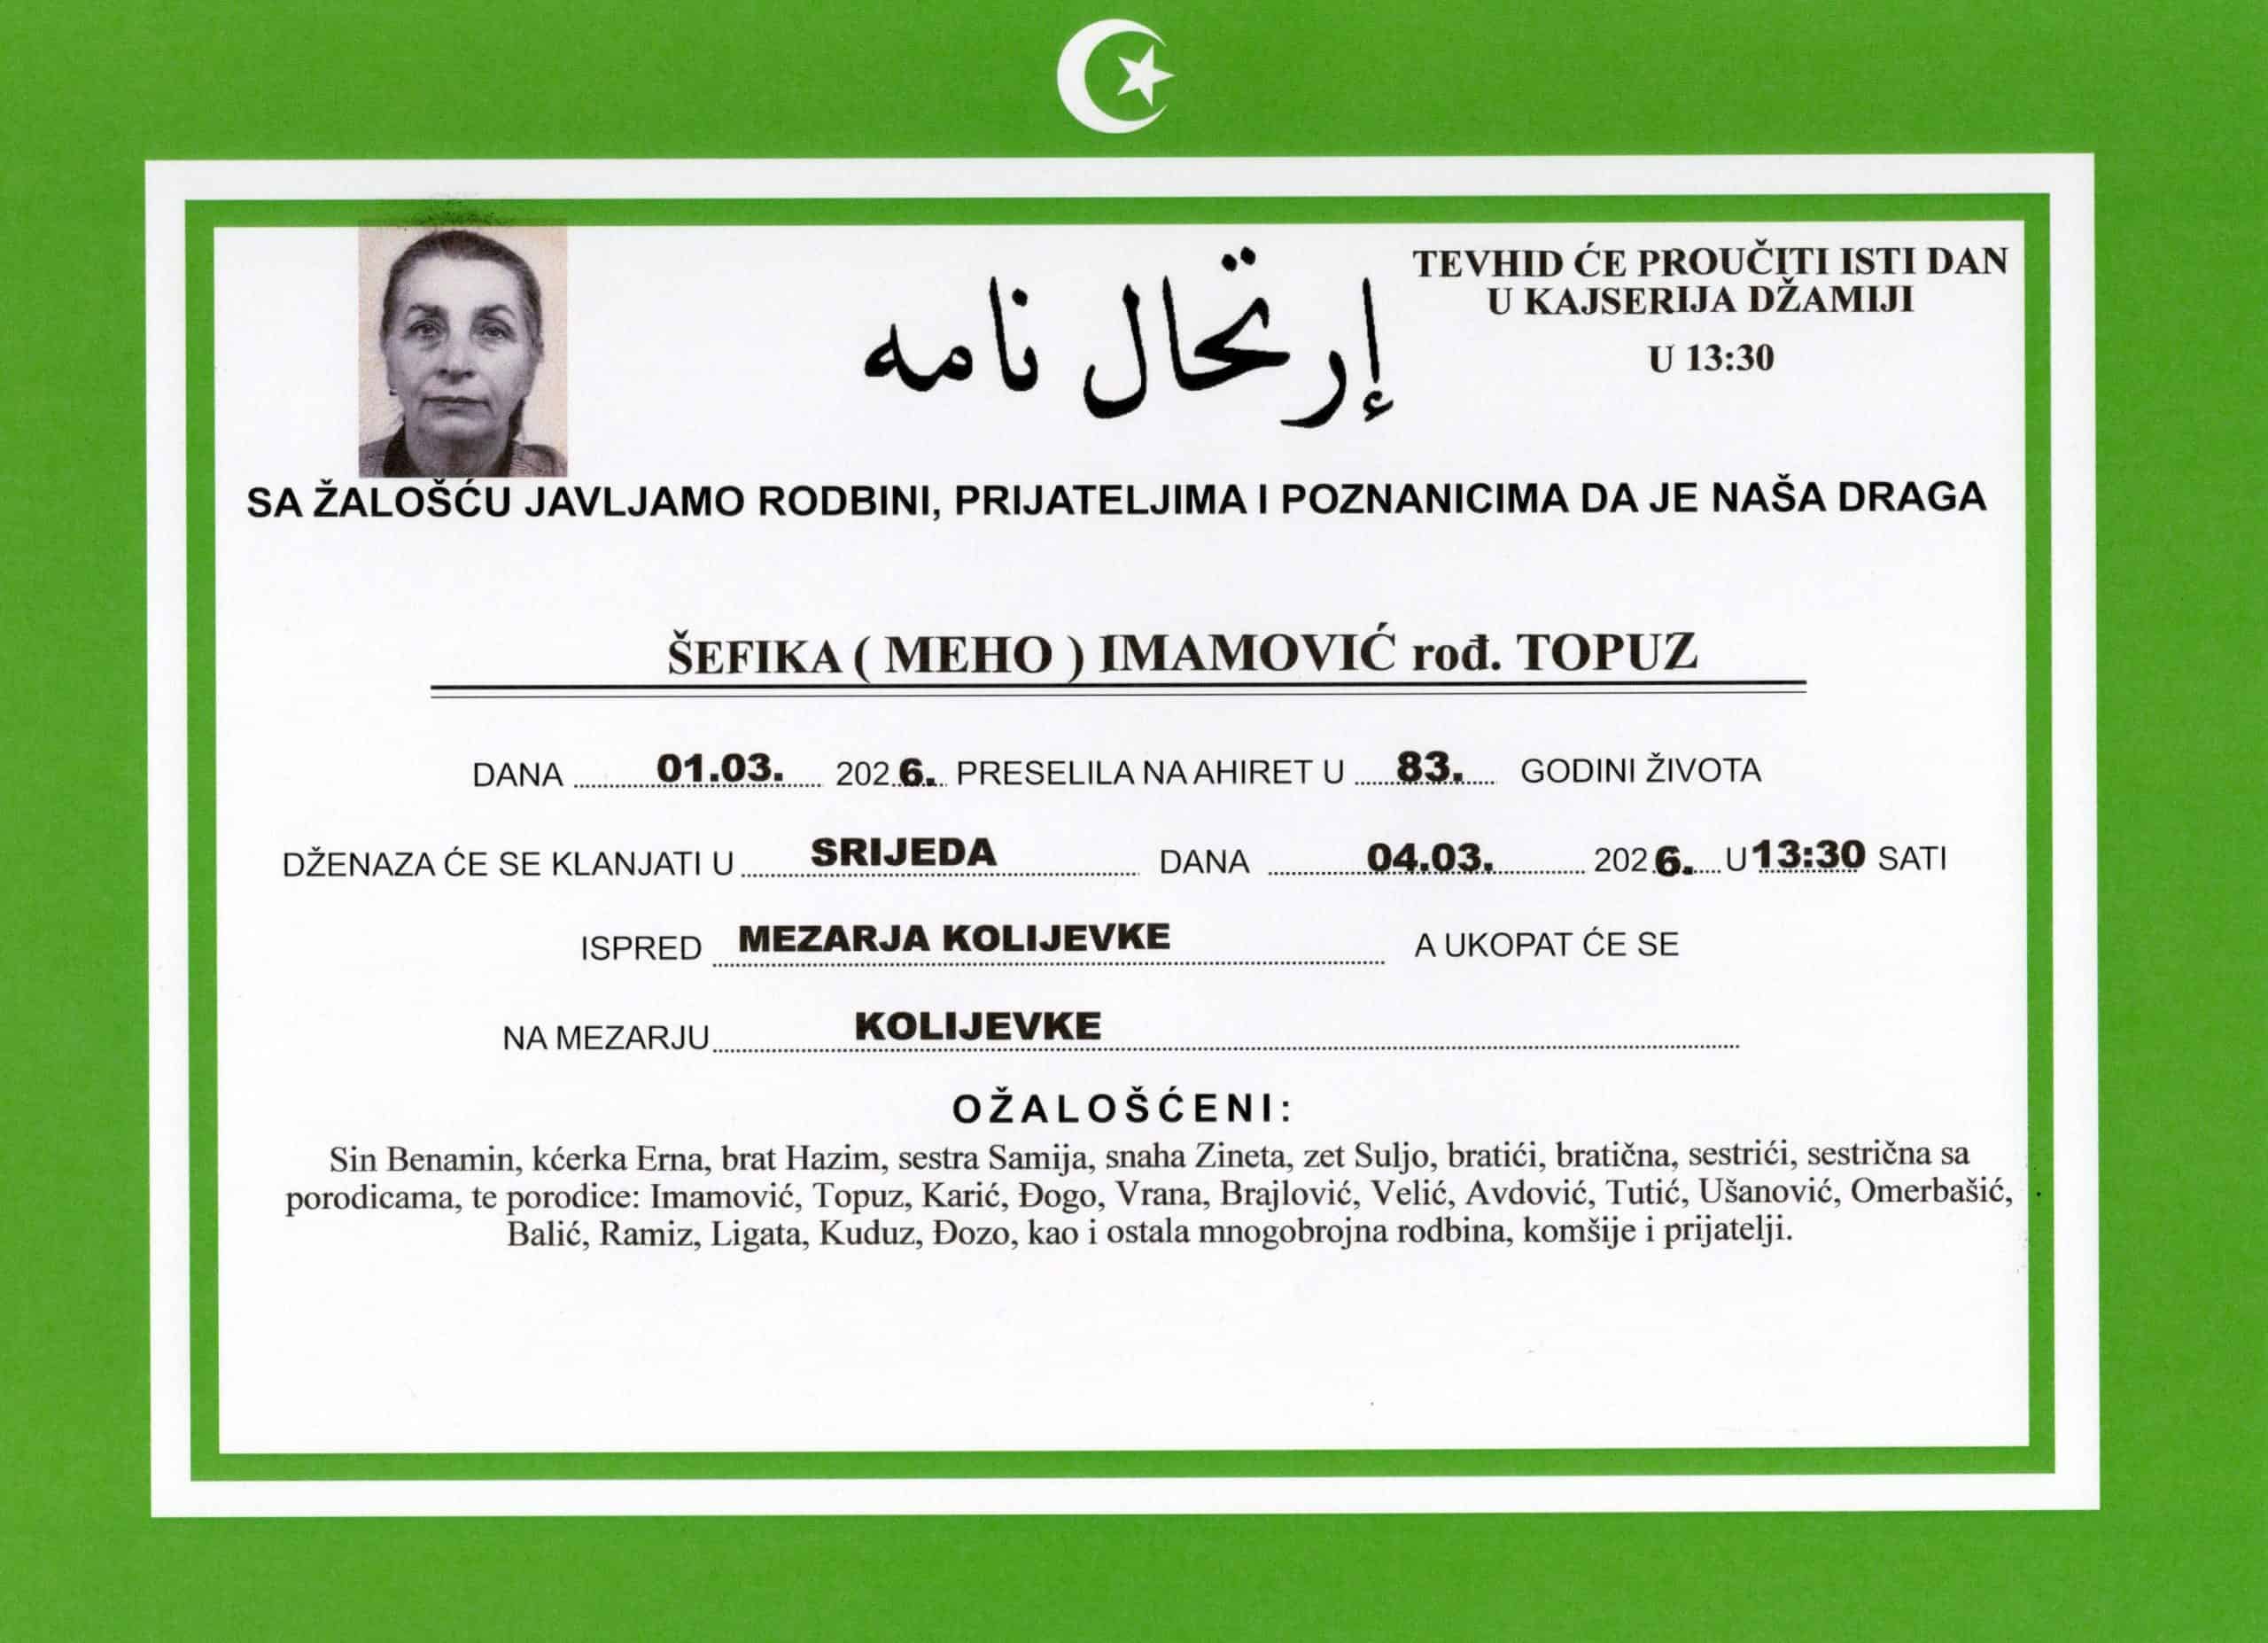 إرتحال نامه
TEVHID ĆE PROUČITI ISTI DAN
U KAJSERIJA DŽAMIJI
U 13:30
SA ŽALOŠĆU JAVLJAMO RODBINI, PRIJATELJIMA I POZNANICIMA DA JE NAŠA DRAGA
ŠEFIKA ( MEHO ) IMAMOVIĆ rođ. TOPUZ
DANA 01.03. 2026. PRESELILA NA AHIRET U 83. GODINI ŽIVOTA
DŽENAZA ĆE SE KLANJATI U SRIJEDA DANA 04.03. 2026. U 13:30 SATI
ISPRED MEZARJA KOLIJEVKE A UKOPAT ĆE SE
NA MEZARJU KOLIJEVKE
OŽALOŠĆENI:
Sin Benamin, kćerka Erna, brat Hazim, sestra Samija, snaha Zineta, zet Suljo, bratići, bratična, sestrići, sestrična sa
porodicama, te porodice: Imamović, Topuz, Karić, Đogo, Vrana, Brajlović, Velić, Avdović, Tutić, Ušanović, Omerbašić,
Balić, Ramiz, Ligata, Kuduz, Đozo, kao i ostala mnogobrojna rodbina, komšije i prijatelji.